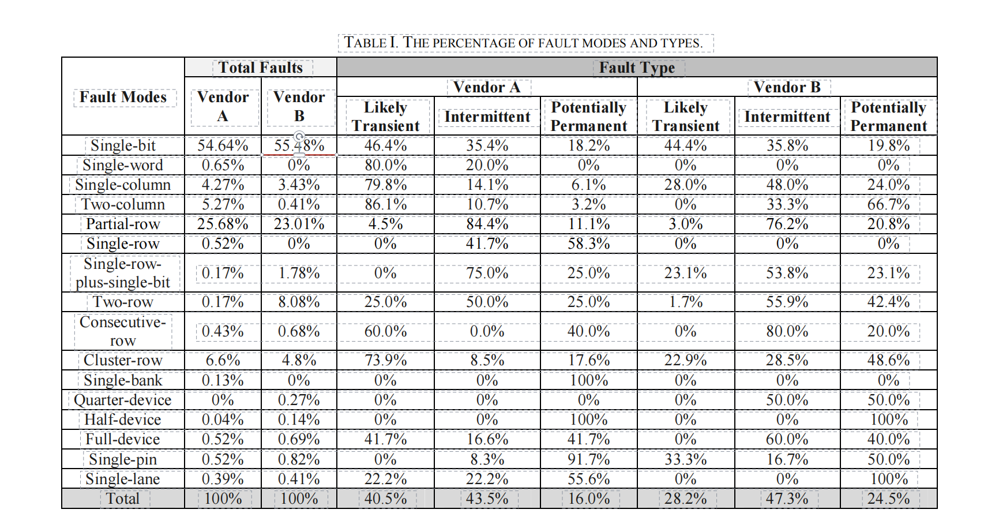 TABLE I. THE PERCENTAGE OF FAULT MODES AND TYPES.
Fault Modes Total Faults Fault Type
Vendor A Vendor B Vendor A Vendor B
Likely Transient Intermittent Potentially Permanent Likely Transient Intermittent Potentially Permanent
Single-bit 54.64% 55.48% 46.4% 35.4% 18.2% 44.4% 35.8% 19.8%
Single-word 0.65% 0% 80.0% 20.0% 0% 0% 0% 0%
Single-column 4.27% 3.43% 79.8% 14.1% 6.1% 28.0% 48.0% 24.0%
Two-column 5.27% 0.41% 86.1% 10.7% 3.2% 0% 33.3% 66.7%
Partial-row 25.68% 23.01% 4.5% 84.4% 11.1% 3.0% 76.2% 20.8%
Single-row 0.52% 0% 0% 41.7% 58.3% 0% 0% 0%
Single-row-
plus-single-bit 0.17% 1.78% 0% 75.0% 25.0% 23.1% 53.8% 23.1%
Two-row 0.17% 8.08% 25.0% 50.0% 25.0% 1.7% 55.9% 42.4%
Consecutive-
row 0.43% 0.68% 60.0% 0.0% 40.0% 0% 80.0% 20.0%
Cluster-row 6.6% 4.8% 73.9% 8.5% 17.6% 22.9% 28.5% 48.6%
Single-bank 0.13% 0% 0% 0% 100% 0% 0% 0%
Quarter-device 0% 0.27% 0% 0% 0% 0% 50.0% 50.0%
Half-device 0.04% 0.14% 0% 0% 100% 0% 0% 100%
Full-device 0.52% 0.69% 41.7% 16.6% 41.7% 0% 60.0% 40.0%
Single-pin 0.52% 0.82% 0% 8.3% 91.7% 33.3% 16.7% 50.0%
Single-lane 0.39% 0.41% 22.2% 22.2% 55.6% 0% 0% 100%
Total 100% 100% 40.5% 43.5% 16.0% 28.2% 47.3% 24.5%